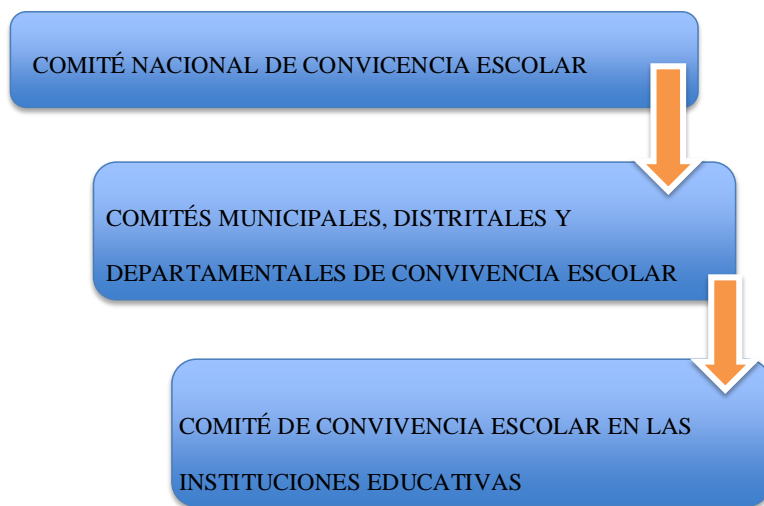 COMITÉ NACIONAL DE CONVICENCIA ESCOLAR
COMITÉS MUNICIPALES, DISTRITALES Y
DEPARTAMENTALES DE CONVIVENCIA ESCOLAR
COMITÉ DE CONVIVENCIA ESCOLAR EN LAS
INSTITUCIONES EDUCATIVAS